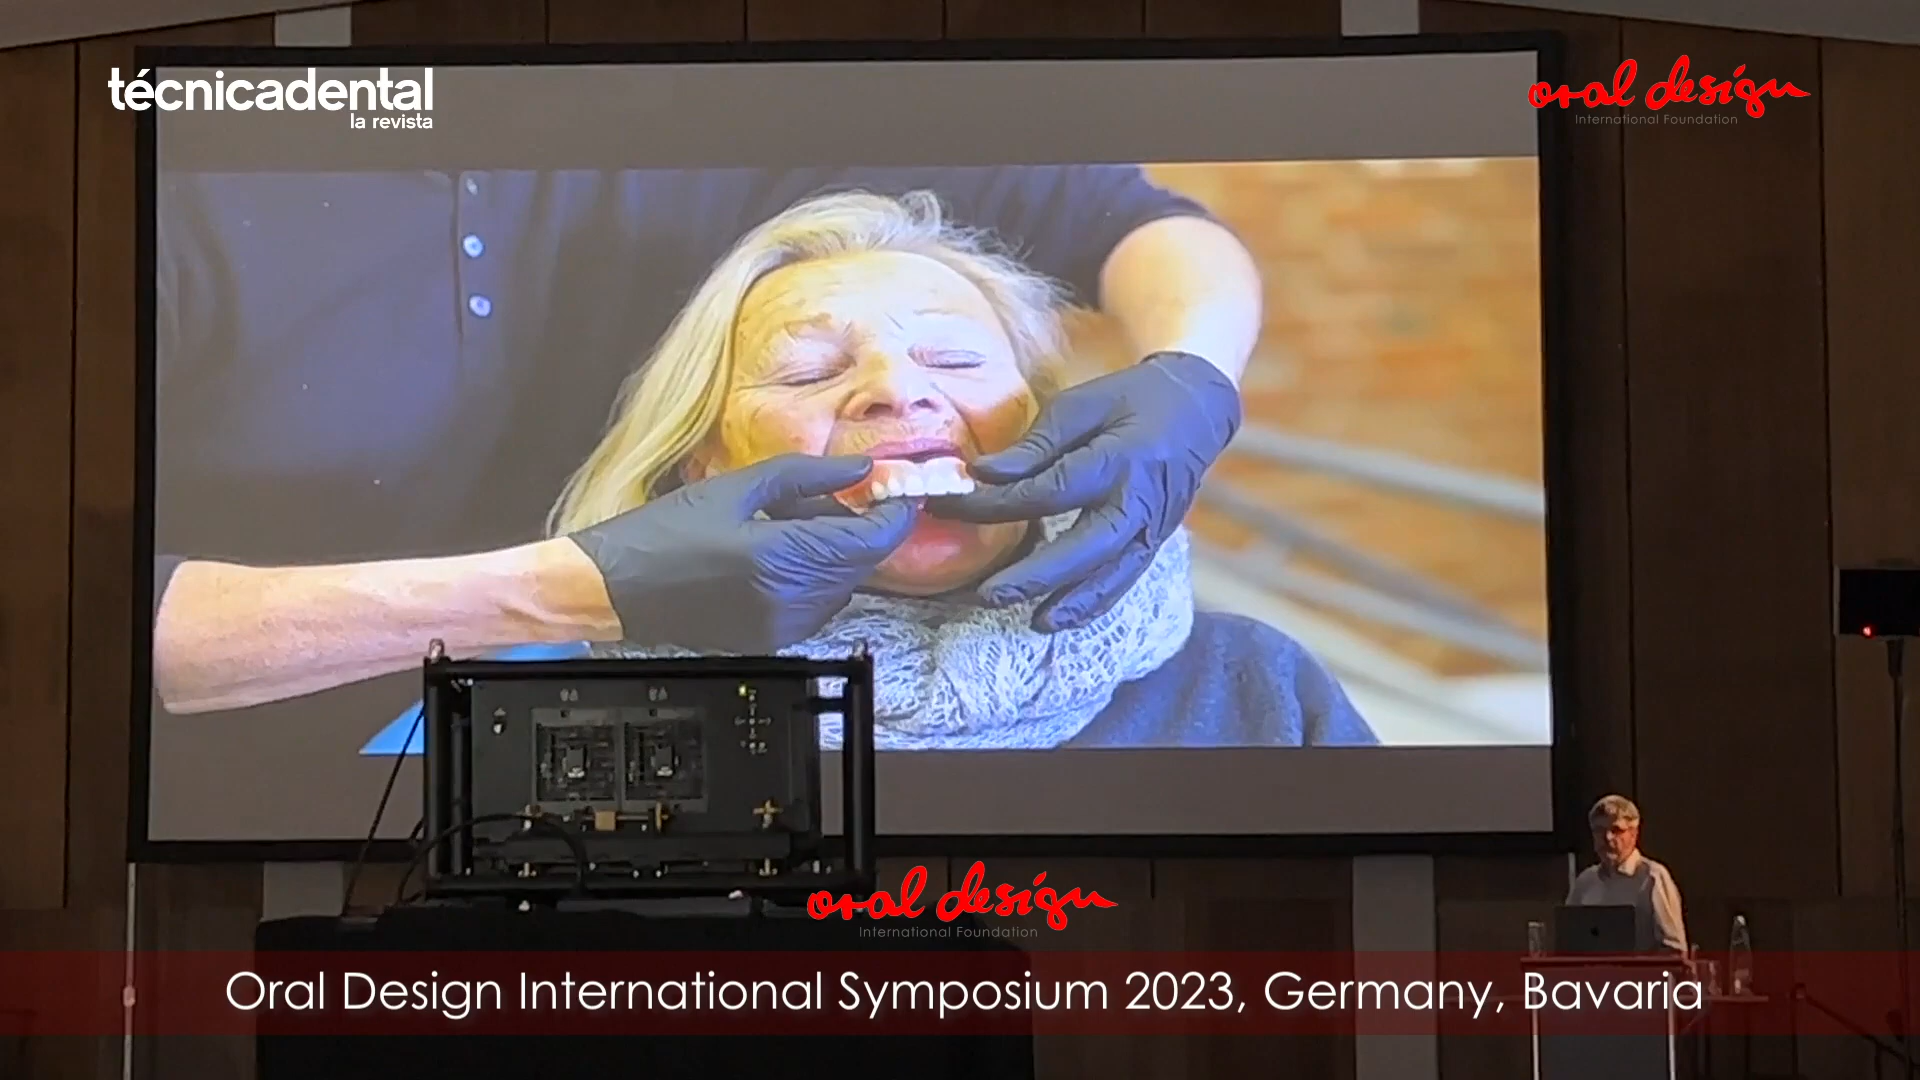 técnicadental
la revista
oral design
International Foundation
oral design
International Foundation
Oral Design International Symposium 2023, Germany, Bavaria